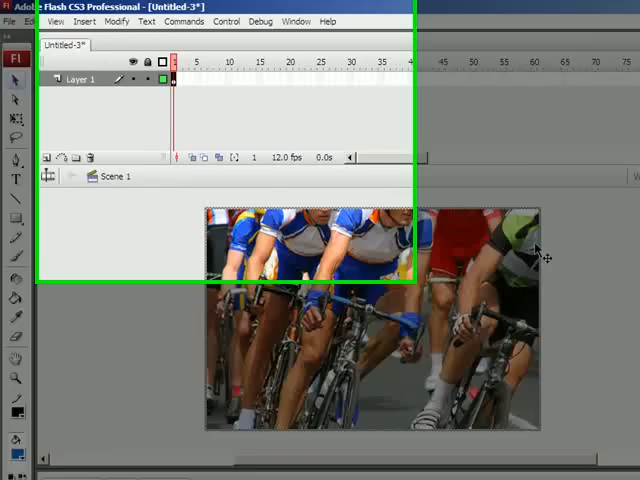 Adobe Flash CS3 Professional - [Untitled-3*]
File View Insert Modify Text Commands Control Debug Window Help
Untitled-3*
Fl
1 5 10 15 20 25 30 35 40 45 50 55 60 65 70 75
Layer 1
1 12.0 fps 0.0s
Scene 1
T